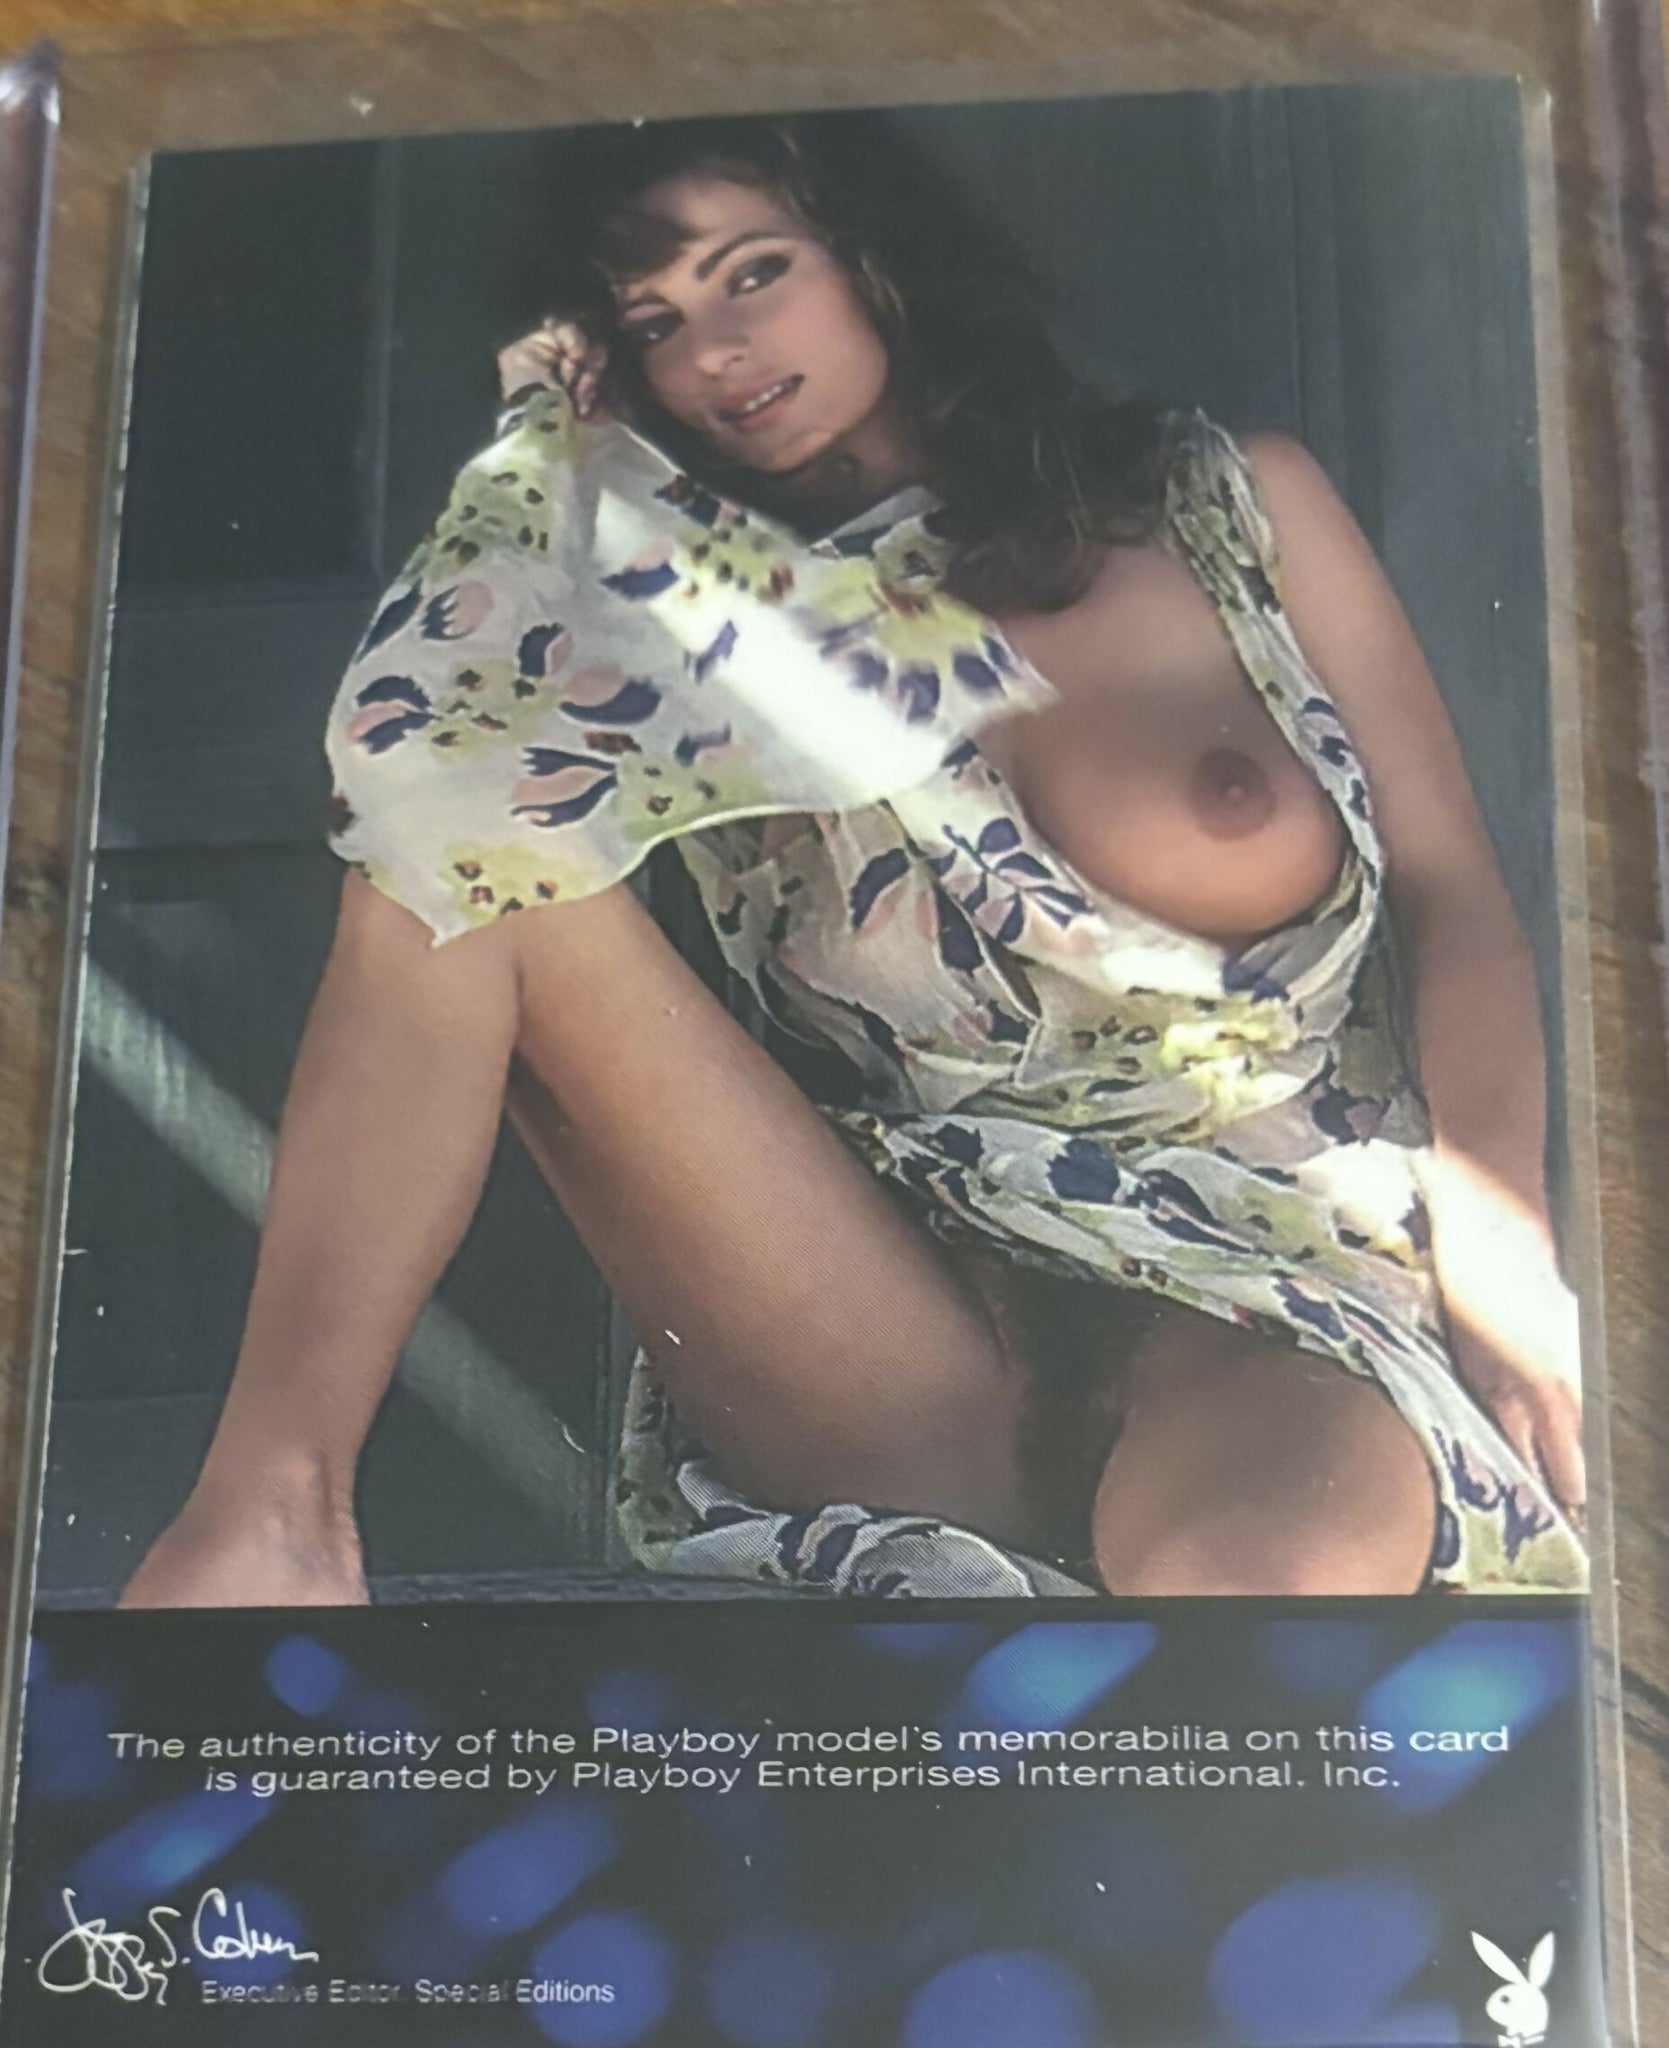 The authenticity of the Playboy model's memorabilia on this card
is guaranteed by Playboy Enterprises International, Inc.
S. Cohen
Executive Editor Special Editions